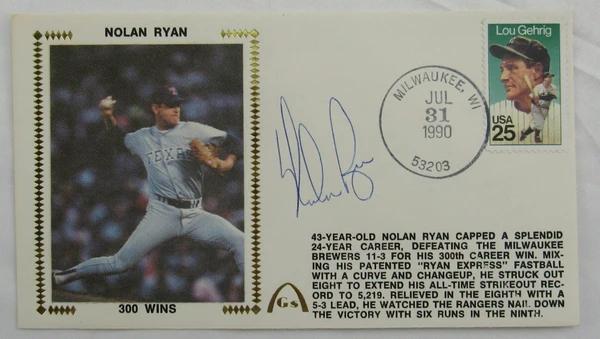 NOLAN RYAN
TEXAS
300 WINS
Nolan Ryan
MILWAUKEE, WI
JUL
31
1990
53203
Lou Gehrig
USA
25
43-YEAR-OLD NOLAN RYAN CAPPED A SPLENDID
24-YEAR CAREER, DEFEATING THE MILWAUKEE
BREWERS 11-3 FOR HIS 300th CAREER WIN. MIX-
ING HIS PATENTED "RYAN EXPRESS" FASTBALL
WITH A CURVE AND CHANGEUP, HE STRUCK OUT
EIGHT TO EXTEND HIS ALL-TIME STRIKEOUT REC-
ORD TO 5,219. RELIEVED IN THE EIGHTH WITH A
5-3 LEAD, HE WATCHED THE RANGERS NAIL DOWN
THE VICTORY WITH SIX RUNS IN THE NINTH.
Gs